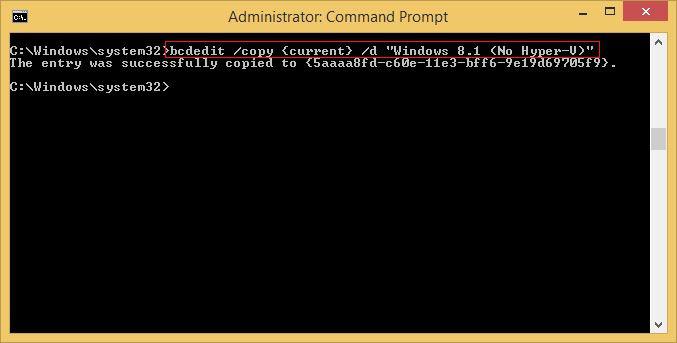 Administrator: Command Prompt
C:\Windows\system32>bcdedit /copy {current} /d "Windows 8.1 (No Hyper-V)"
The entry was successfully copied to {5aaaa8fd-c60e-11e3-bff6-9e19d69705f9}.
C:\Windows\system32>